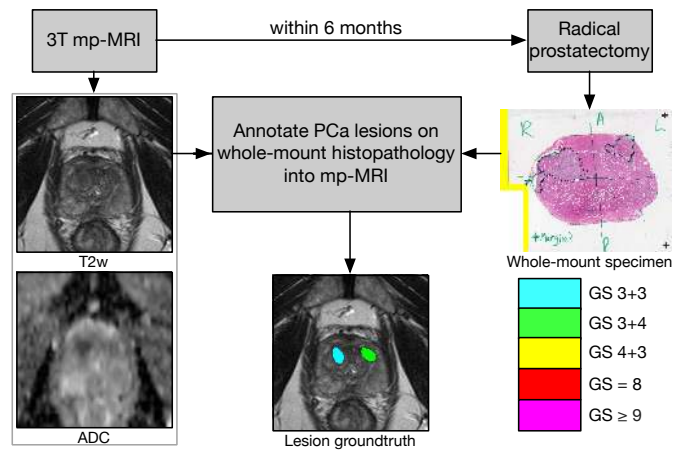 3T mp-MRI
within 6 months
Radical
prostatectomy
Annotate PCa lesions on
whole-mount histopathology
into mp-MRI
R
A
L
+Margin?
P
T2w
Whole-mount specimen
ADC
Lesion groundtruth
GS 3+3
GS 3+4
GS 4+3
GS = 8
GS ≥ 9